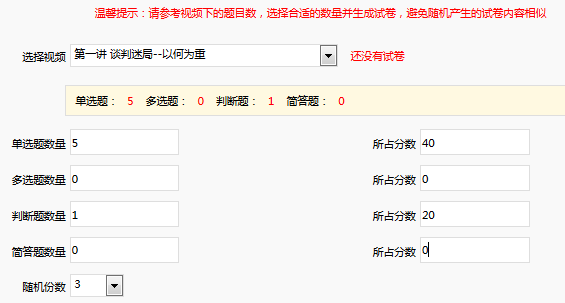 温馨提示：请参考视频下的题目数，选择合适的数量并生成试卷，避免随机产生的试卷内容相似
选择视频 第一讲 谈判迷局--以何为重 还没有试卷
单选题： 5 多选题： 0 判断题： 1 简答题： 0
单选题数量 5 所占分数 40
多选题数量 0 所占分数 0
判断题数量 1 所占分数 20
简答题数量 0 所占分数 0
随机份数 3